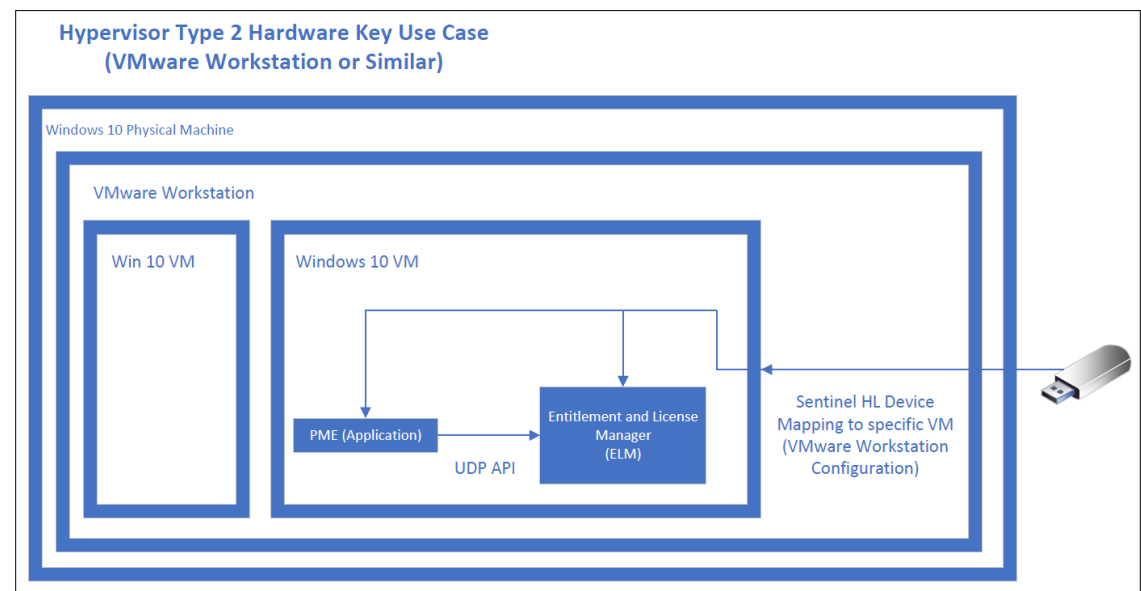 Hypervisor Type 2 Hardware Key Use Case
(VMware Workstation or Similar)
Windows 10 Physical Machine
VMware Workstation
Win 10 VM
Windows 10 VM
PME (Application)
UDP API
Entitlement and License
Manager
(ELM)
Sentinel HL Device
Mapping to specific VM
(VMware Workstation
Configuration)